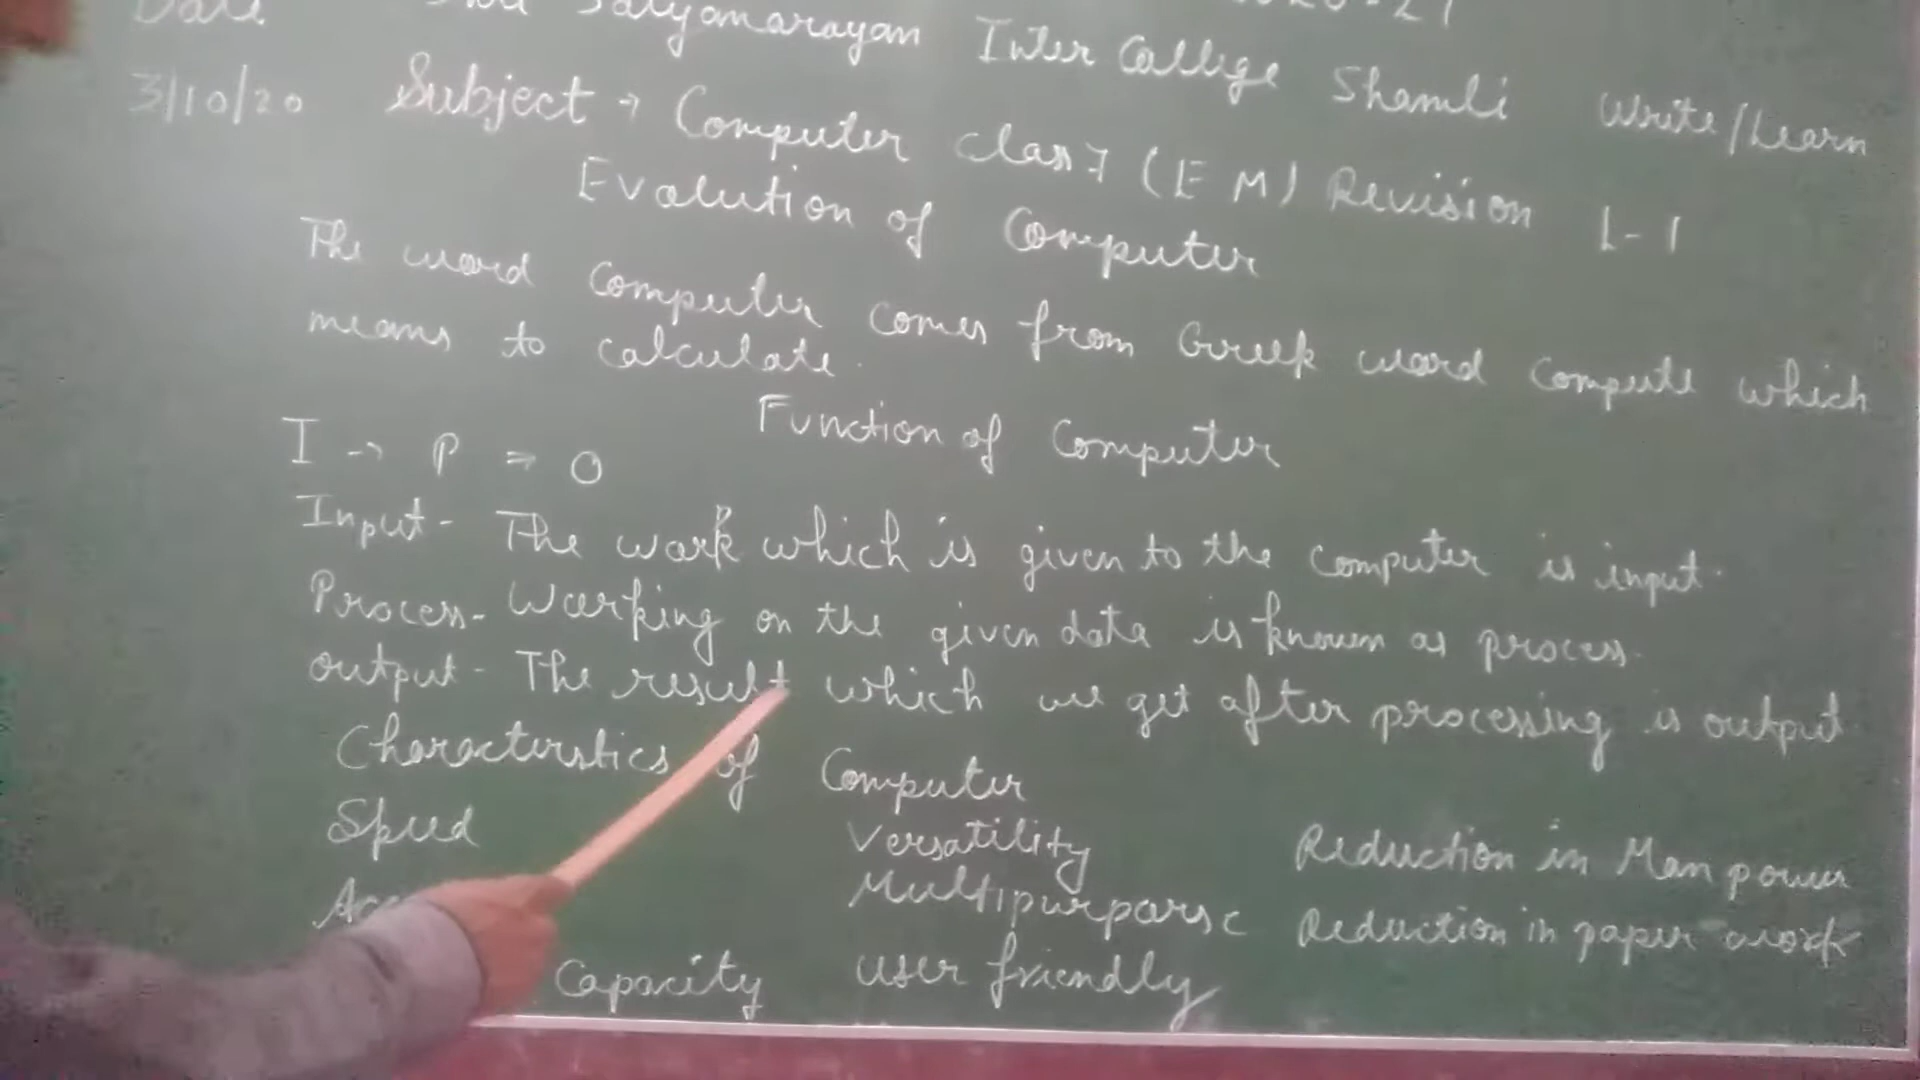 Date Satyanarayan Inter College Shamli Write/Learn
3/10/20 Subject → Computer class 7 (E M) Revision L-1
Evolution of Computer
The word Computer comes from Greek word Compute which
means to calculate.
Function of Computer
I → P = O
Input - The work which is given to the computer is input.
Process - Working on the given data is known as process.
output - The result which we get after processing is output
Characterstics of Computer
Speed Versatility Reduction in Man power
Multipurparse Reduction in paper work
Capacity user friendly